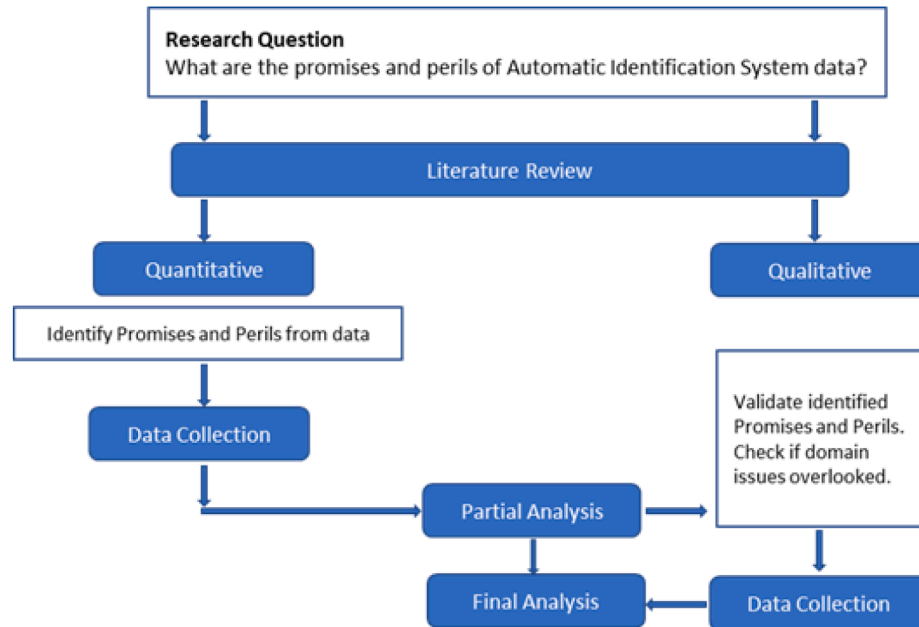 Research Question
What are the promises and perils of Automatic Identification System data?
Literature Review
Quantitative
Qualitative
Identify Promises and Perils from data
Data Collection
Validate identified
Promises and Perils.
Check if domain
issues overlooked.
Partial Analysis
Final Analysis
Data Collection